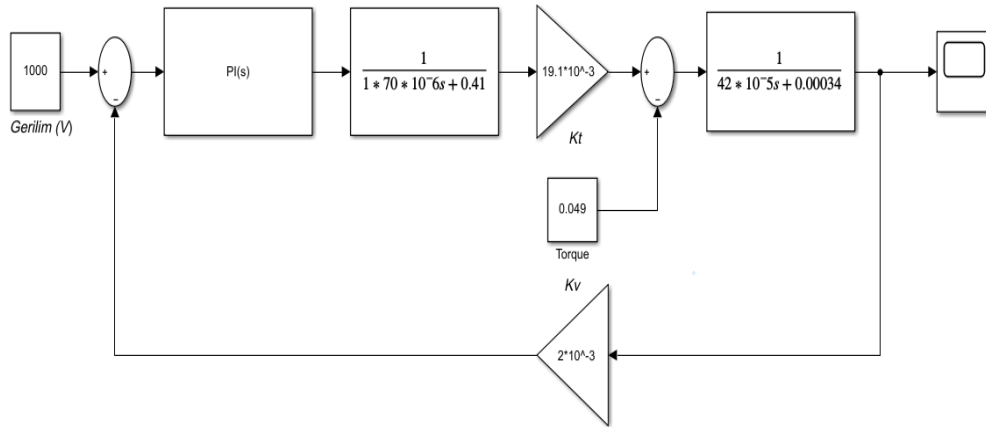 1000
Gerilim (V)
+
−
PI(s)
1
1 * 70 * 10⁻6s + 0.41
19.1*10^-3
Kt
+
−
1
42 * 10⁻5s + 0.00034
0.049
Torque
Kv
2*10^-3